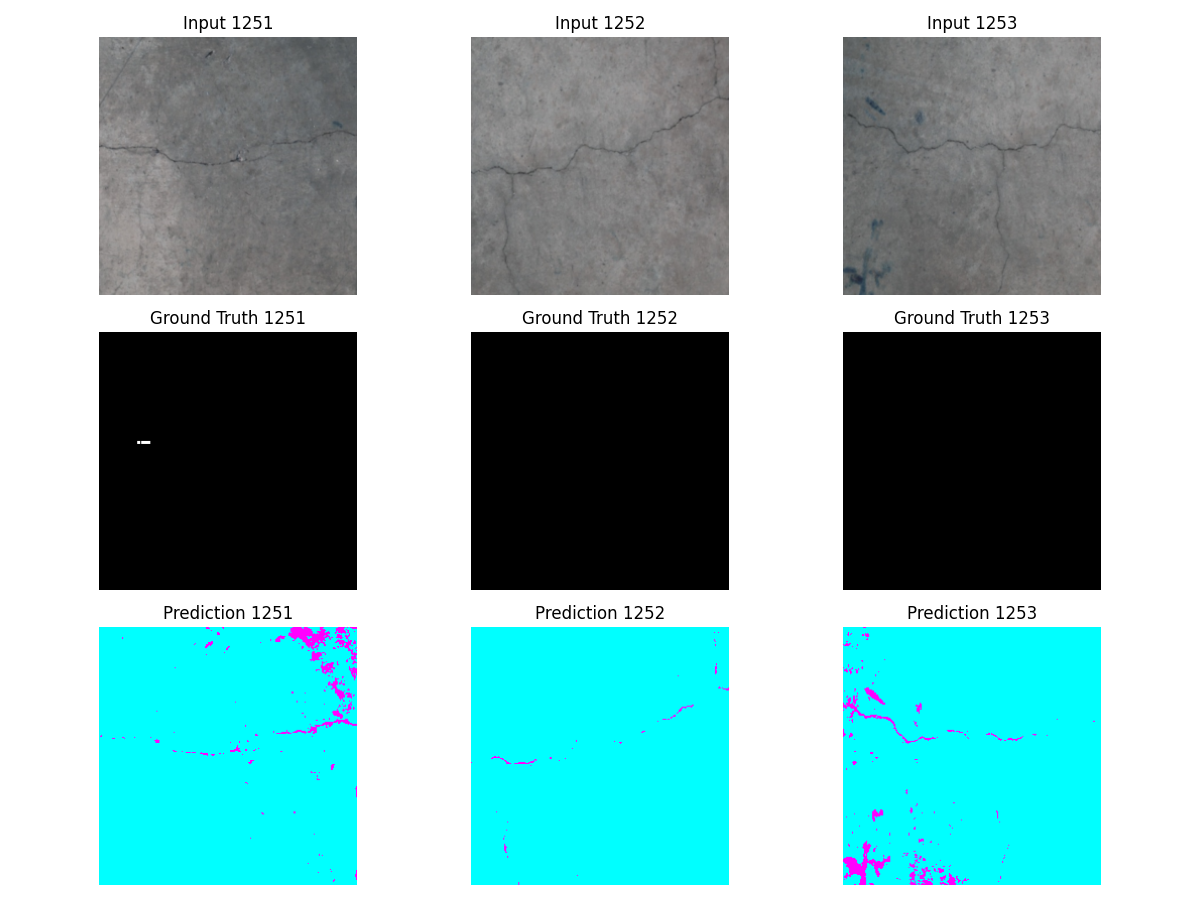 Input 1251
Input 1252
Input 1253
Ground Truth 1251
Ground Truth 1252
Ground Truth 1253
Prediction 1251
Prediction 1252
Prediction 1253